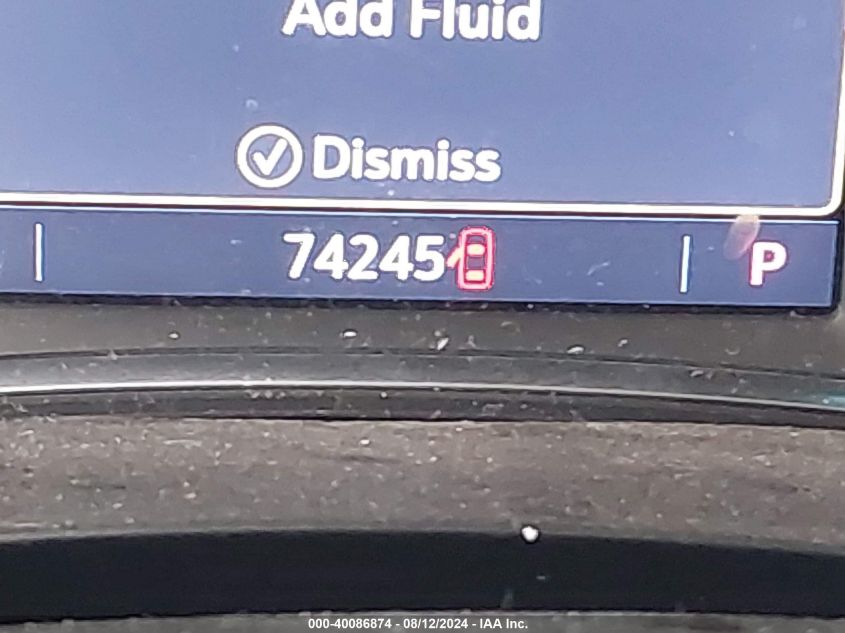 Add Fluid
Dismiss
74245
P
000-40086874 - 08/12/2024 - IAA Inc.